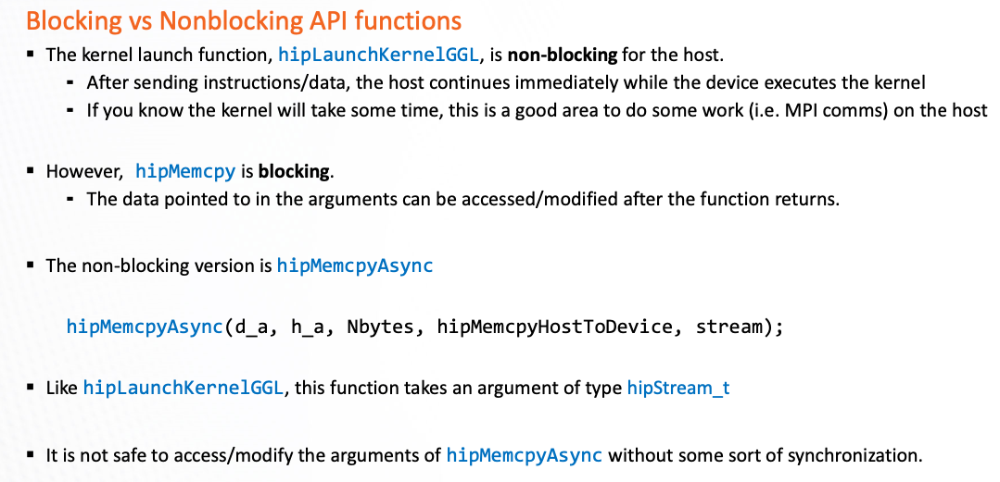 Blocking vs Nonblocking API functions
▪ The kernel launch function, hipLaunchKernelGGL, is non-blocking for the host.
▪ After sending instructions/data, the host continues immediately while the device executes the kernel
▪ If you know the kernel will take some time, this is a good area to do some work (i.e. MPI comms) on the host
▪ However, hipMemcpy is blocking.
▪ The data pointed to in the arguments can be accessed/modified after the function returns.
▪ The non-blocking version is hipMemcpyAsync
hipMemcpyAsync(d_a, h_a, Nbytes, hipMemcpyHostToDevice, stream);
▪ Like hipLaunchKernelGGL, this function takes an argument of type hipStream_t
▪ It is not safe to access/modify the arguments of hipMemcpyAsync without some sort of synchronization.